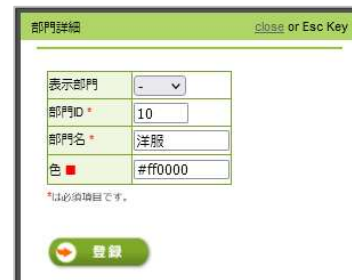 部門詳細 close or Esc Key
表示部門 -
部門ID * 10
部門名 * 洋服
色 ■ #ff0000
*は必須項目です。
登録